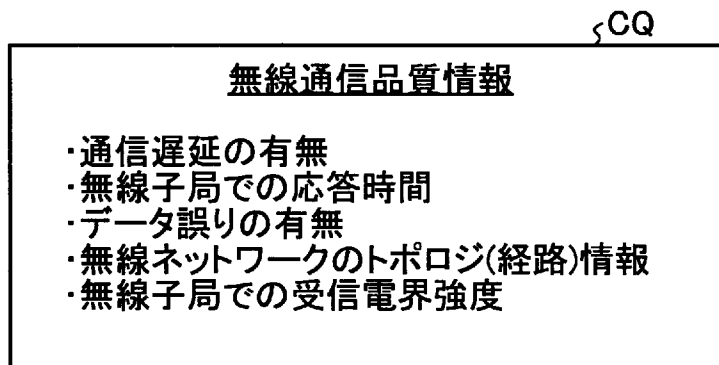 CQ
無線通信品質情報
・通信遅延の有無
・無線子局での応答時間
・データ誤りの有無
・無線ネットワークのトポロジ(経路)情報
・無線子局での受信電界強度